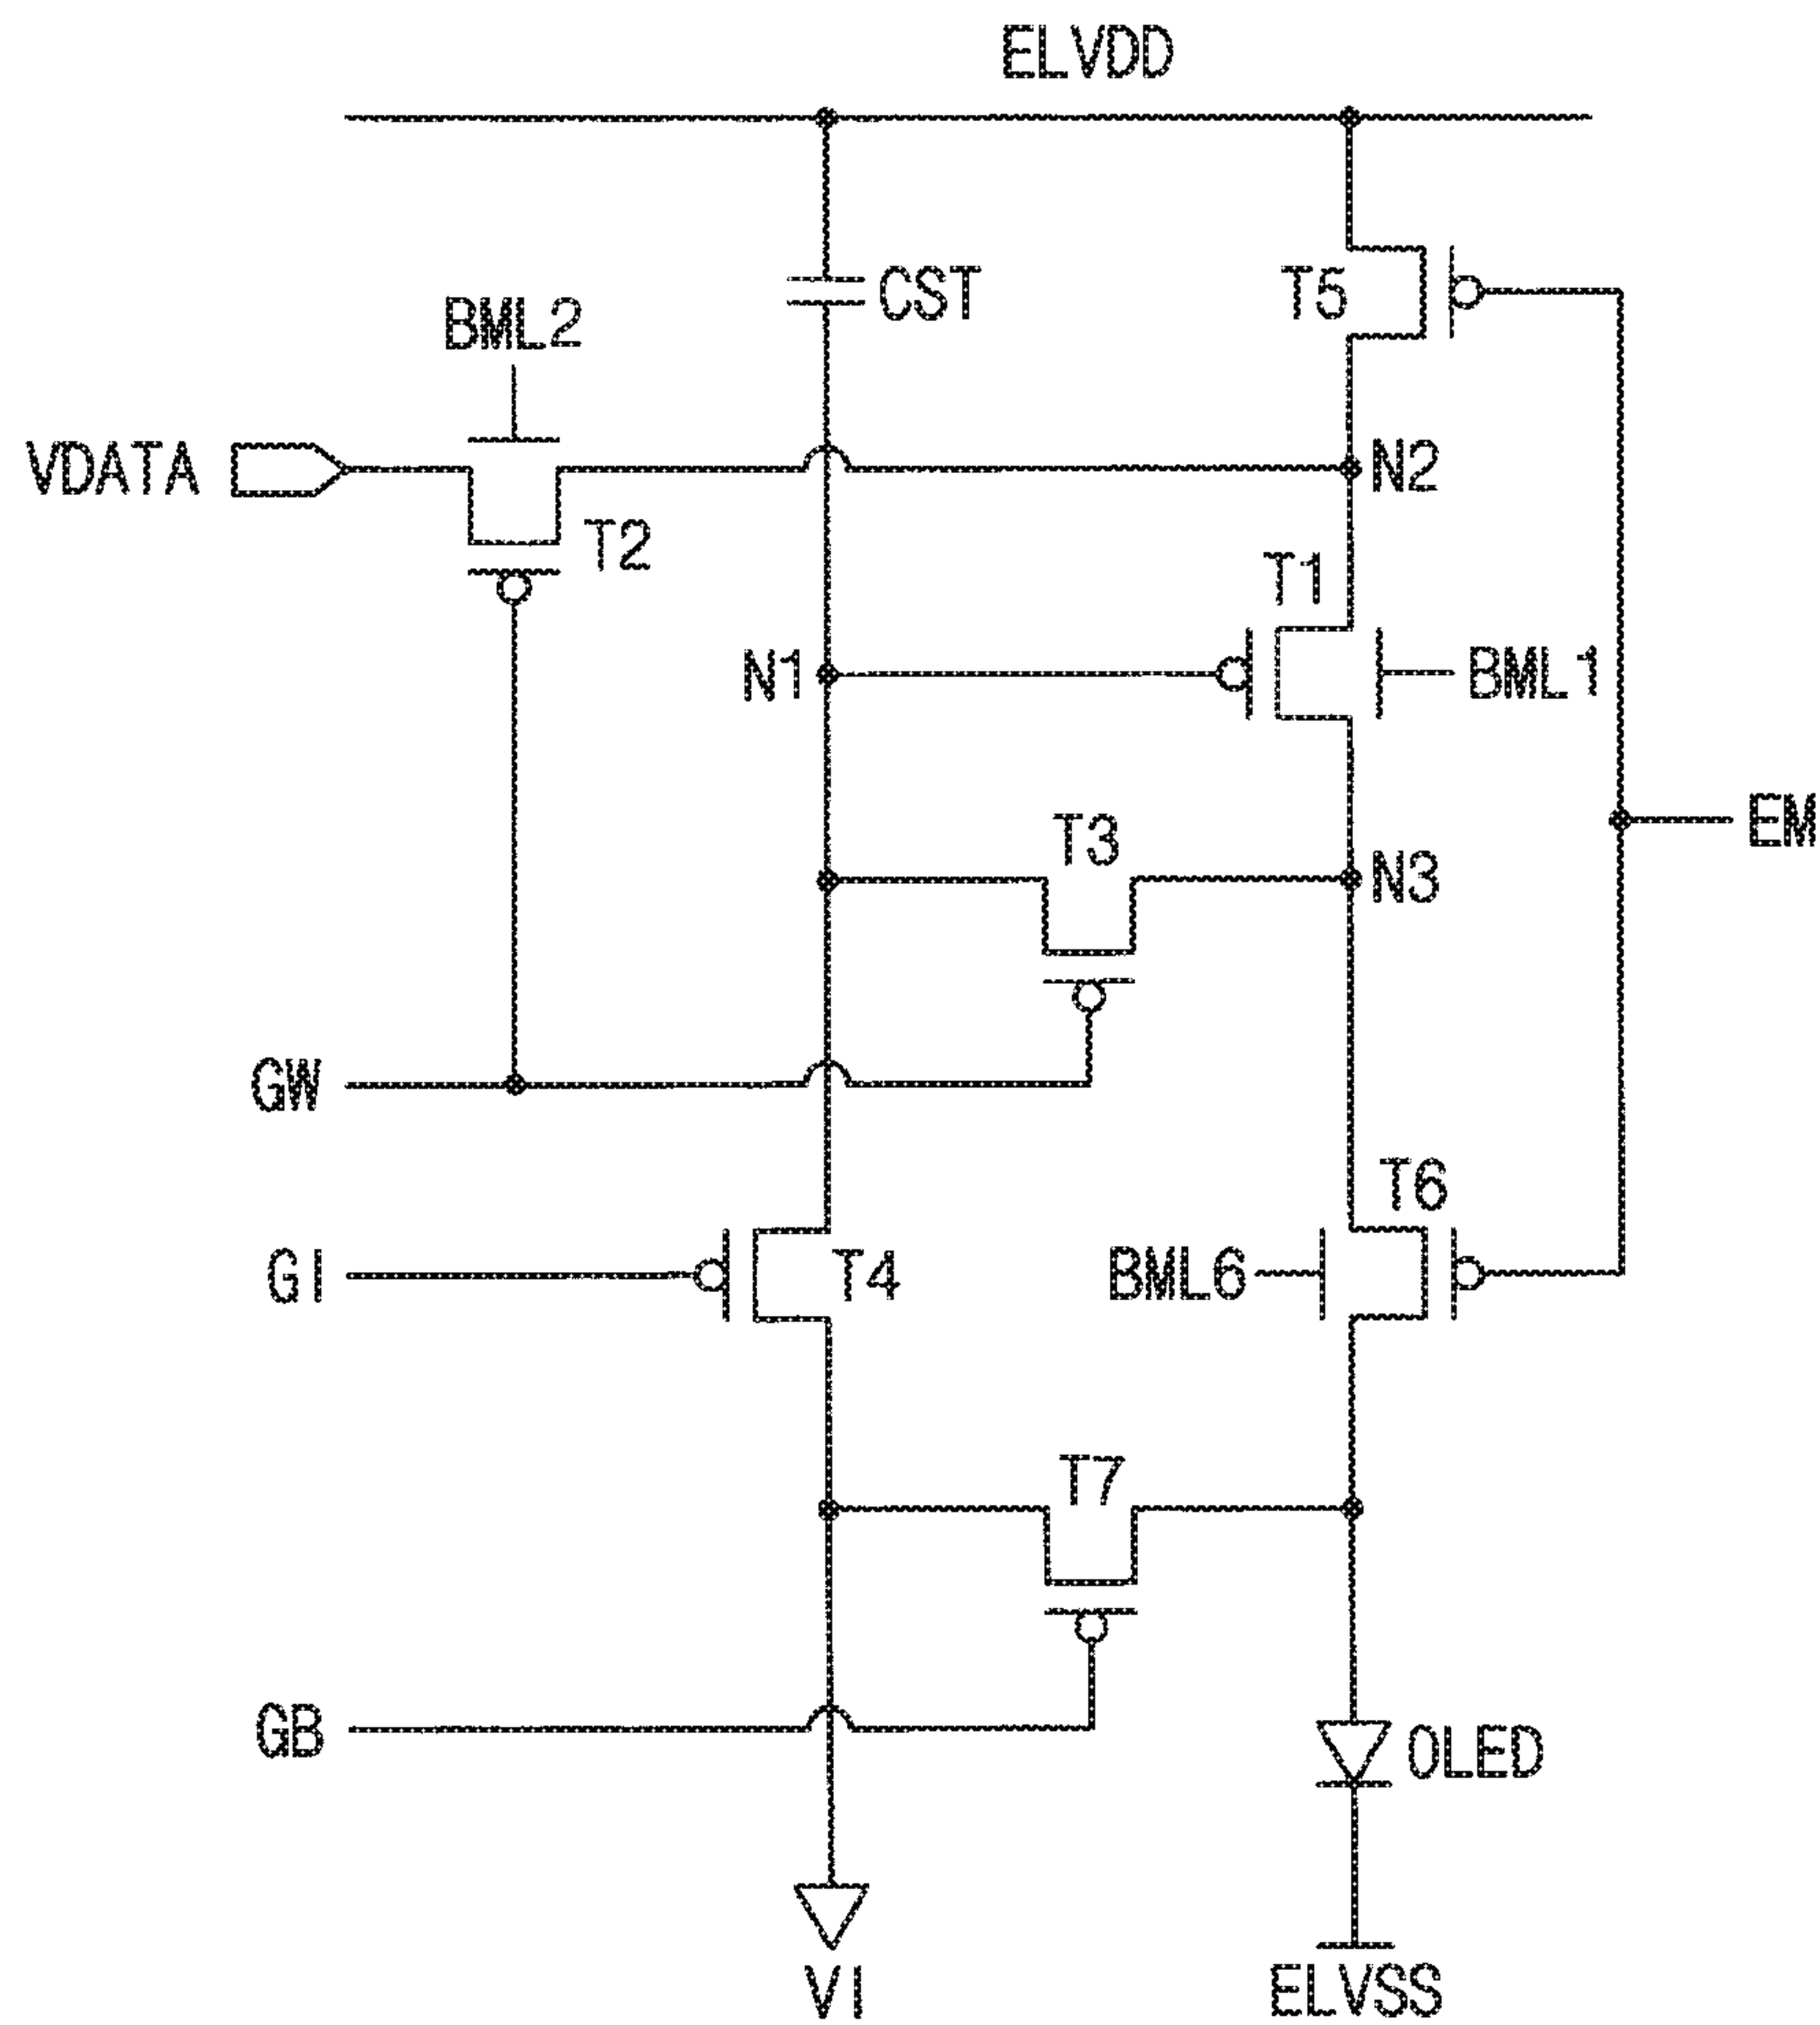 ELVDD
CST
T5
BML2
VDATA
N2
T2
T1
N1
BML1
T3
EM
N3
GW
T6
GI
T4
BML6
T7
GB
OLED
VI
ELVSS